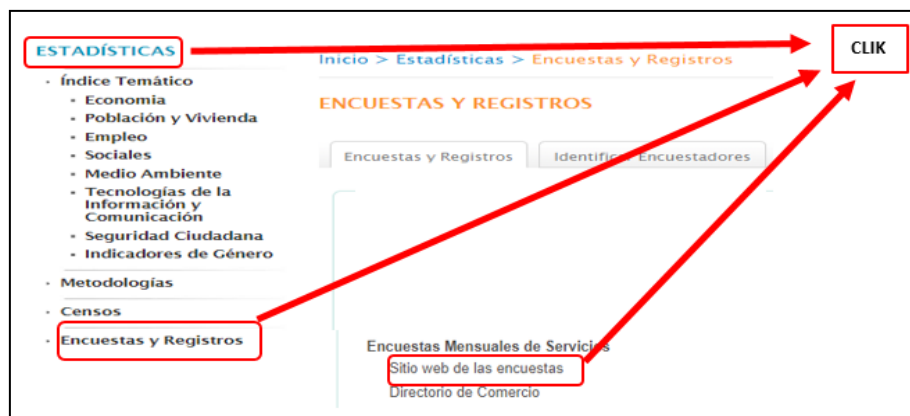 ESTADÍSTICAS
Índice Temático
Economia
Población y Vivienda
Empleo
Sociales
Medio Ambiente
Tecnologías de la
Información y
Comunicación
Seguridad Ciudadana
Indicadores de Género
Metodologías
Censos
Encuestas y Registros
Inicio > Estadísticas > Encuestas y Registros
ENCUESTAS Y REGISTROS
Encuestas y Registros
Identificar Encuestadores
Encuestas Mensuales de Servicios
Sitio web de las encuestas
Directorio de Comercio
CLIK